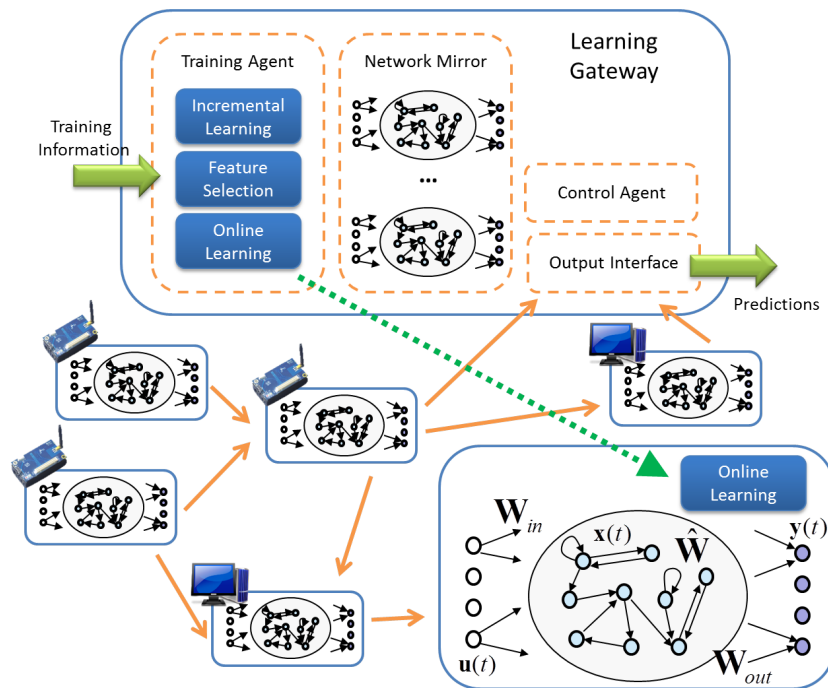 Learning
Gateway
Training Agent
Network Mirror
Incremental
Learning
Training
Information
Feature
Selection
...
Control Agent
Online
Learning
Output Interface
Predictions
Online
Learning
W_in
x(t)
Ŵ
y(t)
u(t)
W_out